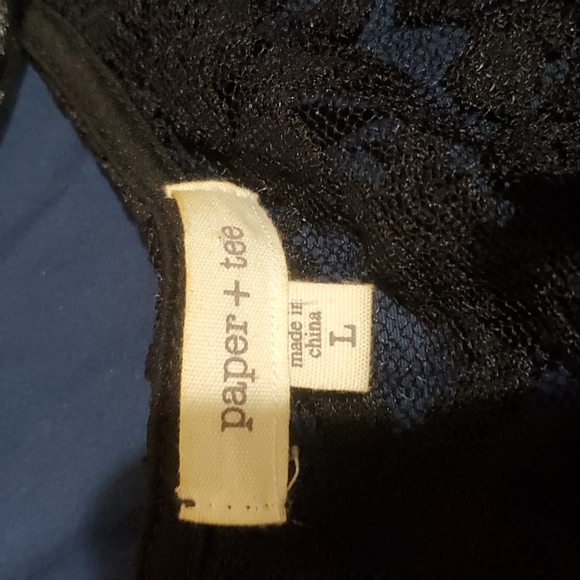 paper + tee
made in
china
L